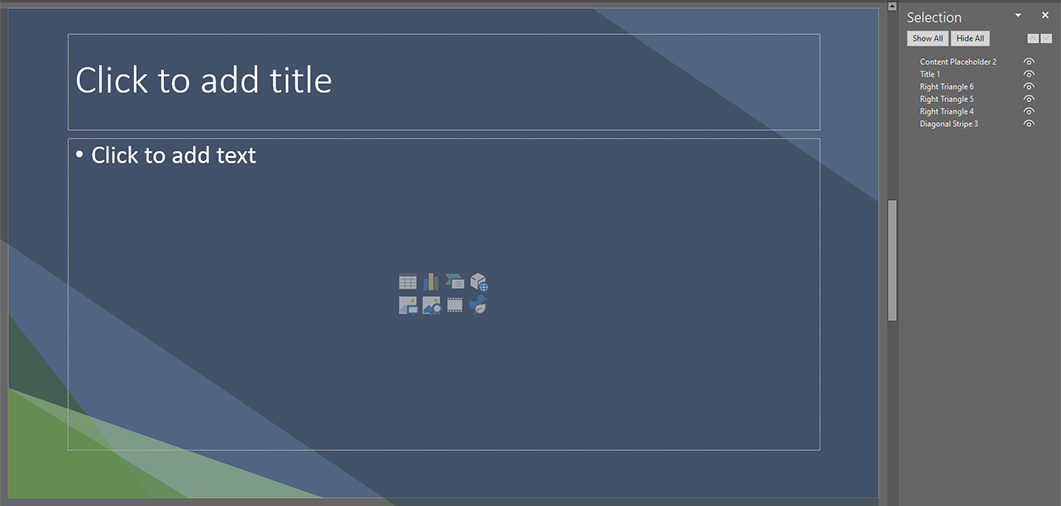 Click to add title
• Click to add text
Selection
Show All Hide All
Content Placeholder 2
Title 1
Right Triangle 6
Right Triangle 5
Right Triangle 4
Diagonal Stripe 3